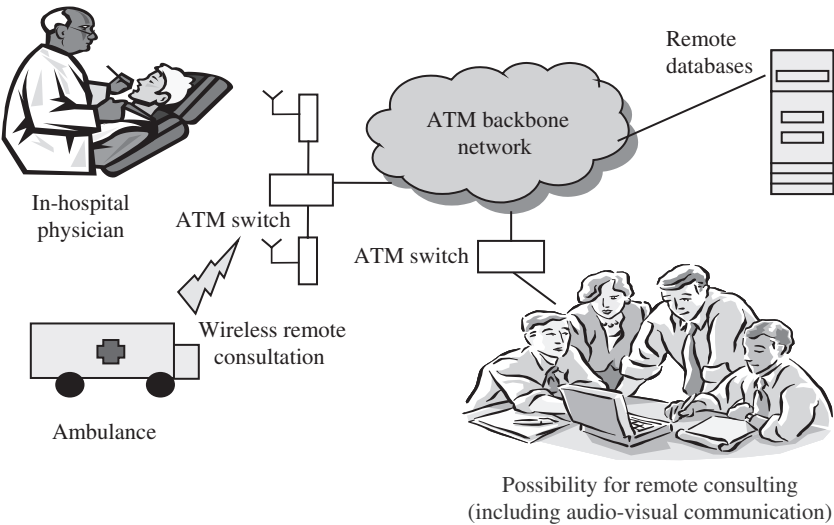 Remote
databases
ATM backbone
network
In-hospital
physician
ATM switch
ATM switch
Wireless remote
consultation
Ambulance
Possibility for remote consulting
(including audio-visual communication)